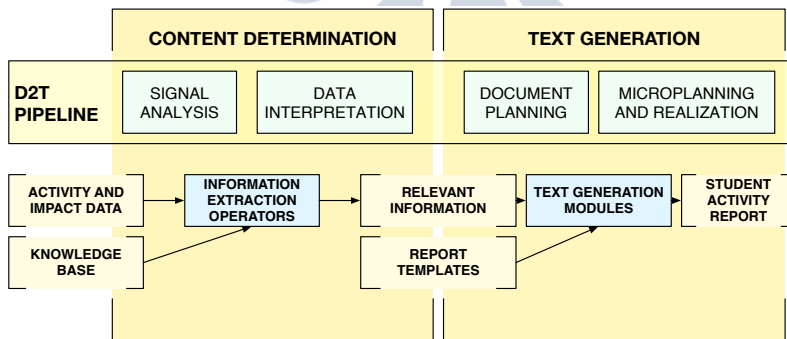 CONTENT DETERMINATION
TEXT GENERATION
D2T
PIPELINE
SIGNAL
ANALYSIS
DATA
INTERPRETATION
DOCUMENT
PLANNING
MICROPLANNING
AND REALIZATION
ACTIVITY AND
IMPACT DATA
INFORMATION
EXTRACTION
OPERATORS
RELEVANT
INFORMATION
TEXT GENERATION
MODULES
STUDENT
ACTIVITY
REPORT
KNOWLEDGE
BASE
REPORT
TEMPLATES